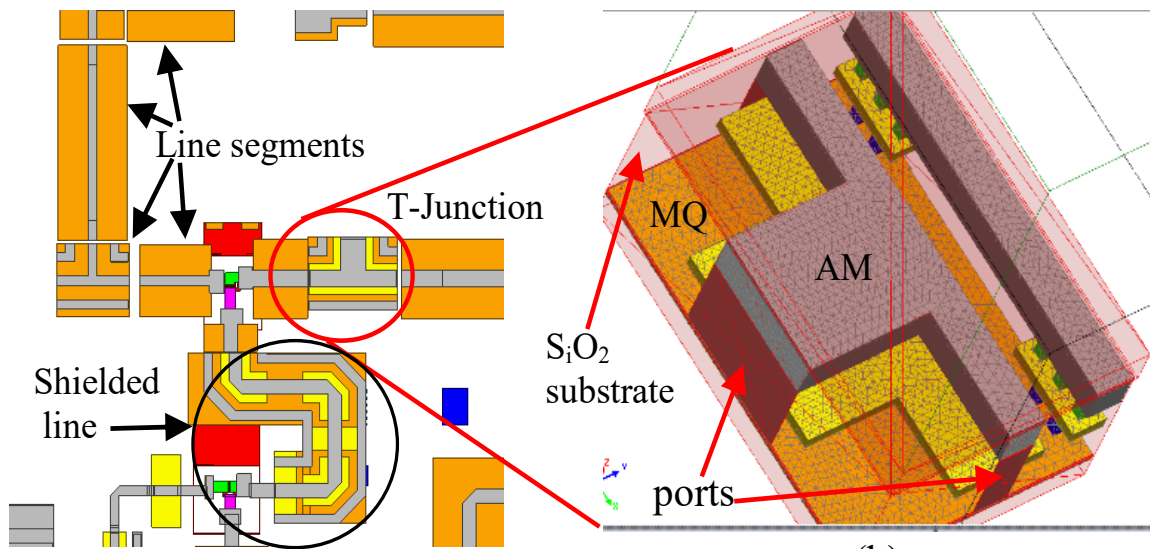 Line segments
T-Junction
MQ
AM
SiO2
substrate
Shielded
line
ports